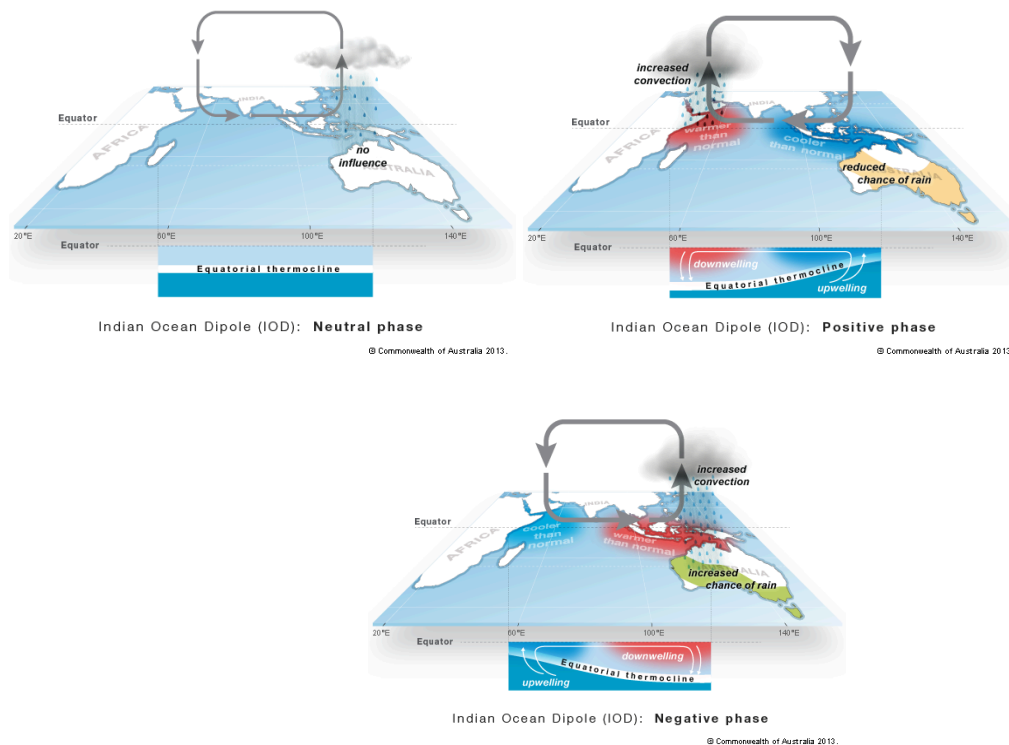 INDIA
Equator
AFRICA
no
influence
AUSTRALIA
20°E
60°E
100°E
140°E
Equator
Equatorial thermocline
Indian Ocean Dipole (IOD): Neutral phase
© Commonwealth of Australia 2013.
increased
convection
INDIA
Equator
AFRICA
warmer
than
normal
cooler
than normal
reduced
chance of rain
AUSTRALIA
20°E
60°E
100°E
140°E
Equator
downwelling
Equatorial thermocline
upwelling
Indian Ocean Dipole (IOD): Positive phase
© Commonwealth of Australia 2013.
increased
convection
INDIA
Equator
AFRICA
cooler
than
normal
warmer
than normal
AUSTRALIA
increased
chance of rain
20°E
60°E
100°E
140°E
Equator
downwelling
Equatorial thermocline
upwelling
Indian Ocean Dipole (IOD): Negative phase
© Commonwealth of Australia 2013.